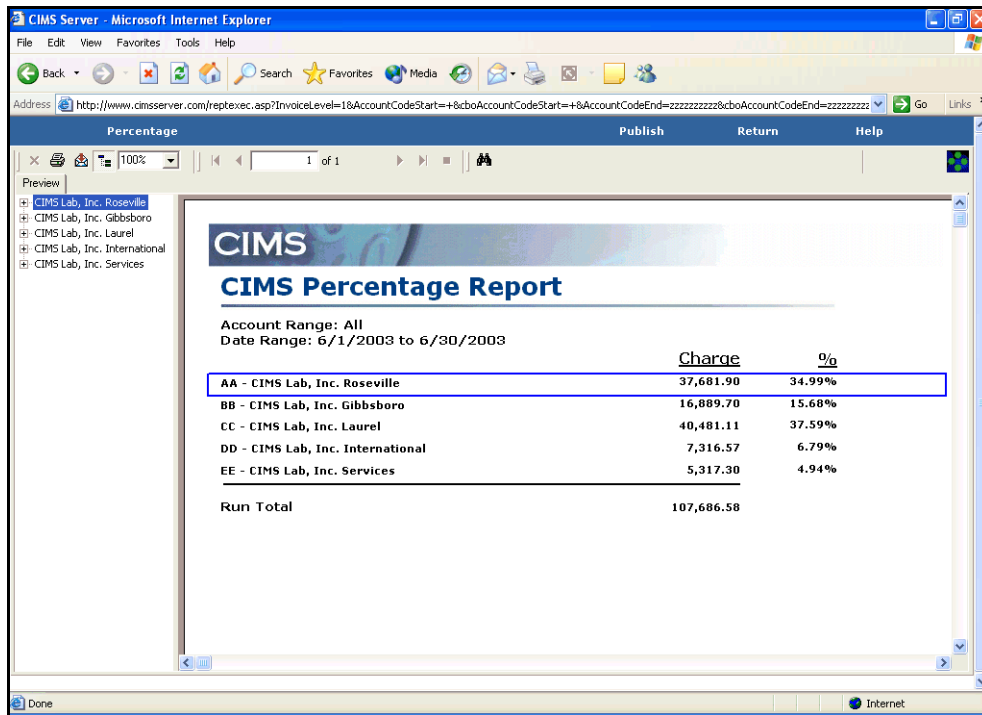 CIMS Server - Microsoft Internet Explorer
File Edit View Favorites Tools Help
Back Search Favorites Media
Address http://www.cimsserver.com/reptexec.asp?InvoiceLevel=1&AccountCodeStart=+&cboAccountCodeStart=+&AccountCodeEnd=zzzzzzzzzz&cboAccountCodeEnd=zzzzzzzzz Go Links
Percentage Publish Return Help
100% 1 of 1
Preview
CIMS Lab, Inc. Roseville
CIMS Lab, Inc. Gibbsboro
CIMS Lab, Inc. Laurel
CIMS Lab, Inc. International
CIMS Lab, Inc. Services
CIMS
CIMS Percentage Report
Account Range: All
Date Range: 6/1/2003 to 6/30/2003
Charge %
AA - CIMS Lab, Inc. Roseville 37,681.90 34.99%
BB - CIMS Lab, Inc. Gibbsboro 16,889.70 15.68%
CC - CIMS Lab, Inc. Laurel 40,481.11 37.59%
DD - CIMS Lab, Inc. International 7,316.57 6.79%
EE - CIMS Lab, Inc. Services 5,317.30 4.94%
Run Total 107,686.58
Done Internet